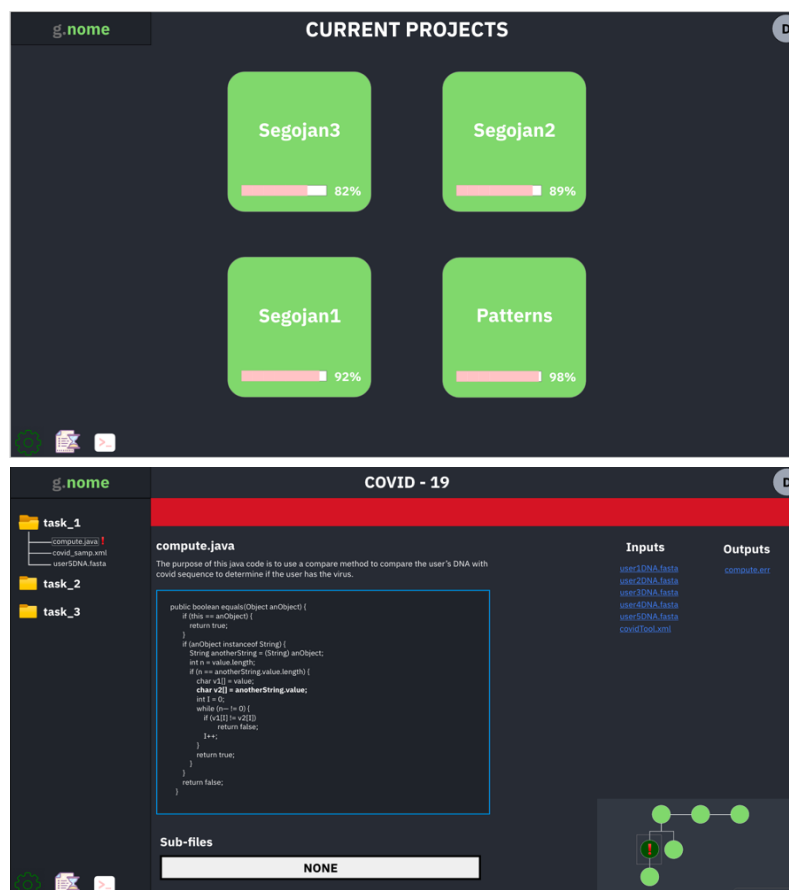 g.nome
CURRENT PROJECTS
D
Segojan3
Segojan2
82%
89%
Segojan1
Patterns
92%
98%
>_
g.nome
COVID - 19
D
task_1
compute.java !
covid_samp.xml
user5DNA.fasta
task_2
task_3
compute.java
The purpose of this java code is to use a compare method to compare the user's DNA with
covid sequence to determine if the user has the virus.
public boolean equals(Object anObject) {
if (this == anObject) {
return true;
}
if (anObject instanceof String) {
String anotherString = (String) anObject;
int n = value.length;
if (n == anotherString.value.length) {
char v1[] = value;
char v2[] = anotherString.value;
int I = 0;
while (n— != 0) {
if (v1[I] != v2[I])
return false;
I++;
}
return true;
}
}
return false;
}
Inputs
user1DNA.fasta
user2DNA.fasta
user3DNA.fasta
user4DNA.fasta
user5DNA.fasta
covidTool.xml
Outputs
compute.err
!
Sub-files
NONE
>_